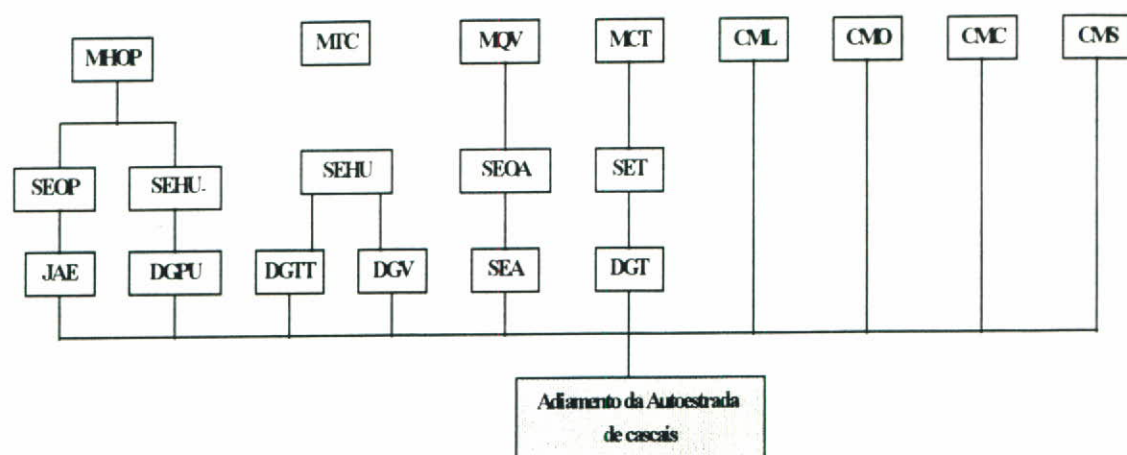 MHOP
MTC
MQV
MCT
CML
CMO
CMC
CMS
SEOP
SEHU-
SEHU
SEOA
SET
JAE
DGPU
DGTT
DGV
SEA
DGT
Adiamento da Autoestrada
de cascais